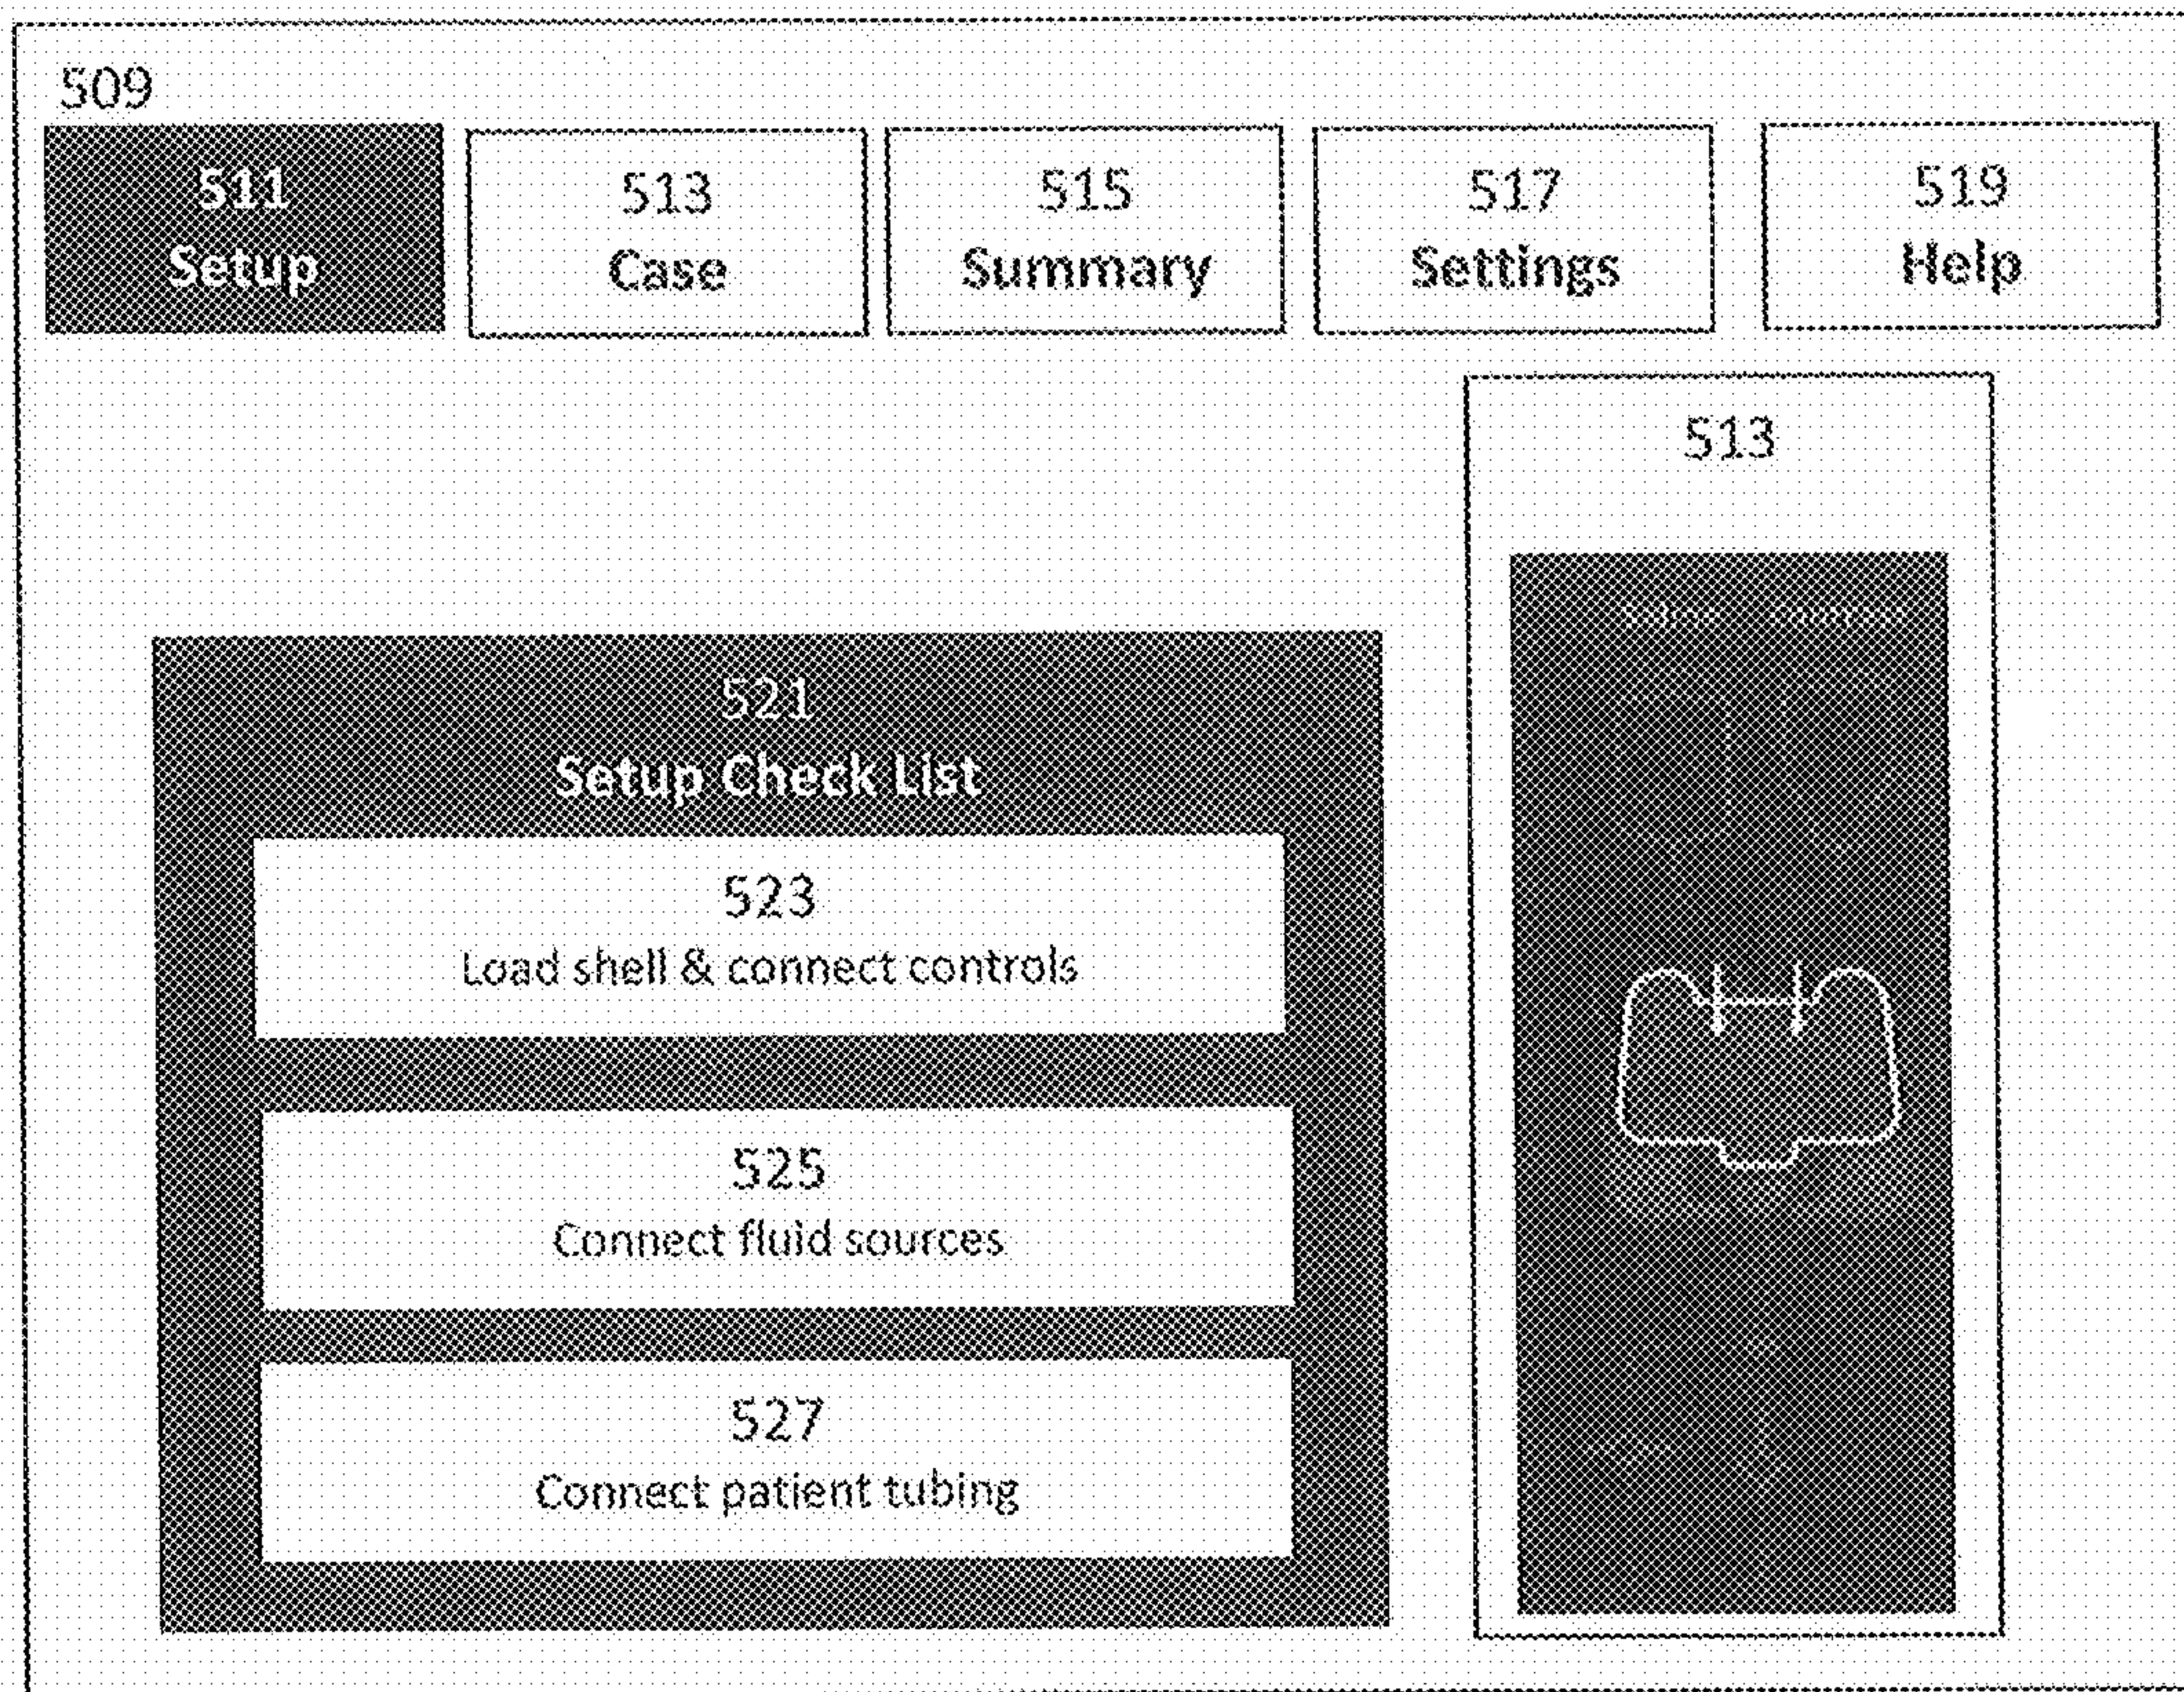 509
511
Setup
513
Case
515
Summary
517
Settings
519
Help
513
521
Setup Check List
523
Load shell & connect controls
525
Connect fluid sources
527
Connect patient tubing